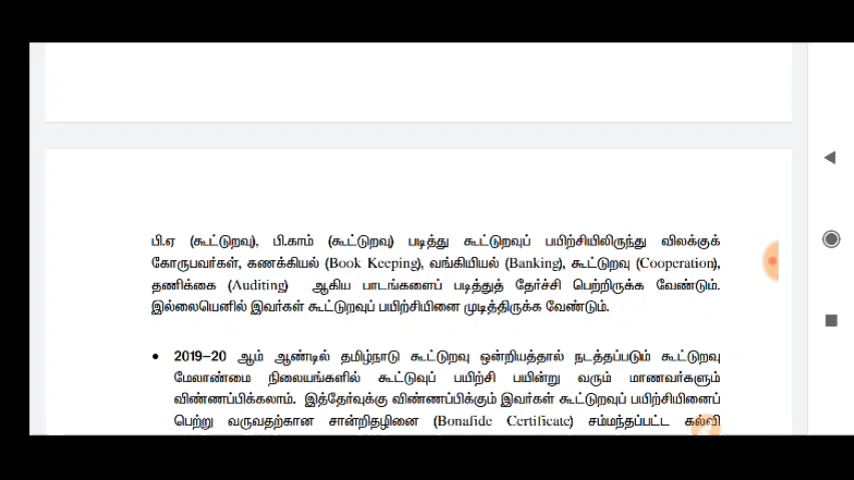 பி.ஏ (கூட்டுறவு), பி.காம் (கூட்டுறவு) படித்து கூட்டுறவுப் பயிற்சியிலிருந்து விலக்குக்
கோருபவர்கள், கணக்கியல் (Book Keeping), வங்கியியல் (Banking), கூட்டுறவு (Cooperation),
தணிக்கை (Auditing) ஆகிய பாடங்களைப் படித்துத் தேர்ச்சி பெற்றிருக்க வேண்டும்.
இல்லையெனில் இவர்கள் கூட்டுறவுப் பயிற்சியினை முடித்திருக்க வேண்டும்.
• 2019–20 ஆம் ஆண்டில் தமிழ்நாடு கூட்டுறவு ஒன்றியத்தால் நடத்தப்படும் கூட்டுறவு
மேலாண்மை நிலையங்களில் கூட்டுவுப் பயிற்சி பயின்று வரும் மாணவர்களும்
விண்ணப்பிக்கலாம். இத்தேர்வுக்கு விண்ணப்பிக்கும் இவர்கள் கூட்டுறவுப் பயிற்சியினைப்
பெற்று வருவதற்கான சான்றிதழினை (Bonafide Certificate) சம்மந்தப்பட்ட கல்வி